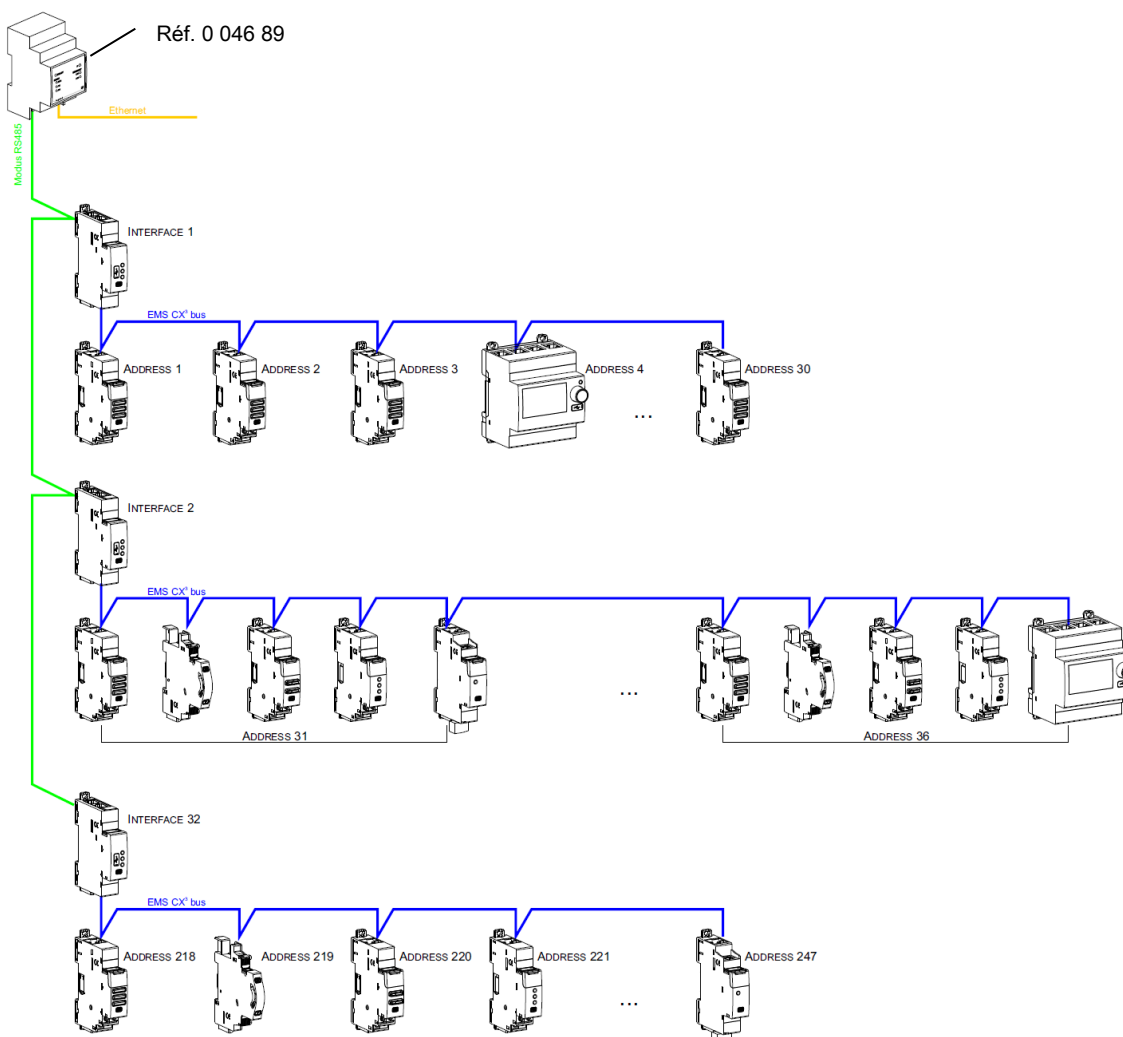 Réf. 0 046 89
Ethernet
Modus RS485
INTERFACE 1
EMS CX³ bus
ADDRESS 1
ADDRESS 2
ADDRESS 3
ADDRESS 4
ADDRESS 30
...
INTERFACE 2
EMS CX³ bus
...
ADDRESS 31
ADDRESS 36
INTERFACE 32
EMS CX³ bus
ADDRESS 218
ADDRESS 219
ADDRESS 220
ADDRESS 221
ADDRESS 247
...